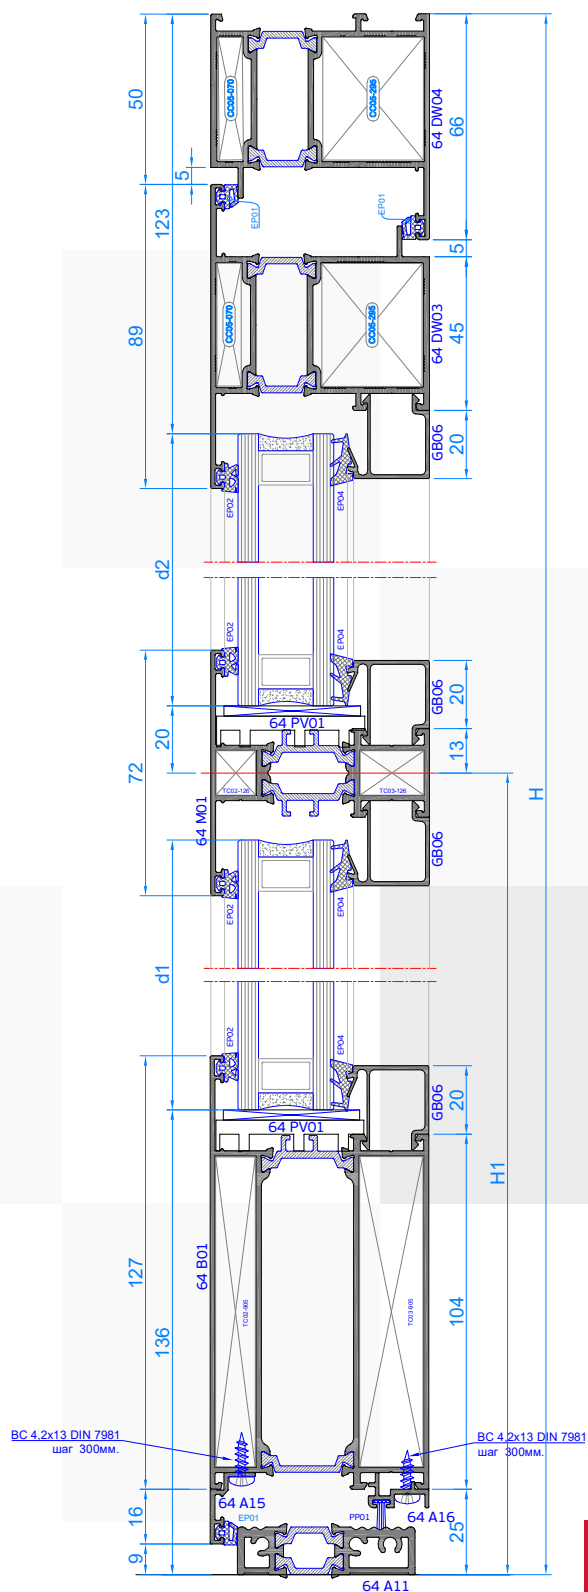 50
CC05-070
CC05-295
64 DW04
66
5
EP01
EP01
123
5
89
CC05-070
CC05-295
64 DW03
45
20
GB06
EP02
EP04
d2
EP02
EP04
GB06
20
64 PV01
20
13
72
TC02-126
TC03-126
64 M01
GB06
H
EP02
EP04
d1
EP02
EP04
GB06
20
64 PV01
H1
127
64 B01
136
TC02-905
TC03-905
104
BC 4,2x13 DIN 7981
шаг 300мм.
BC 4,2x13 DIN 7981
шаг 300мм.
64 A15
64 A16
16
EP01
PP01
25
9
64 A11